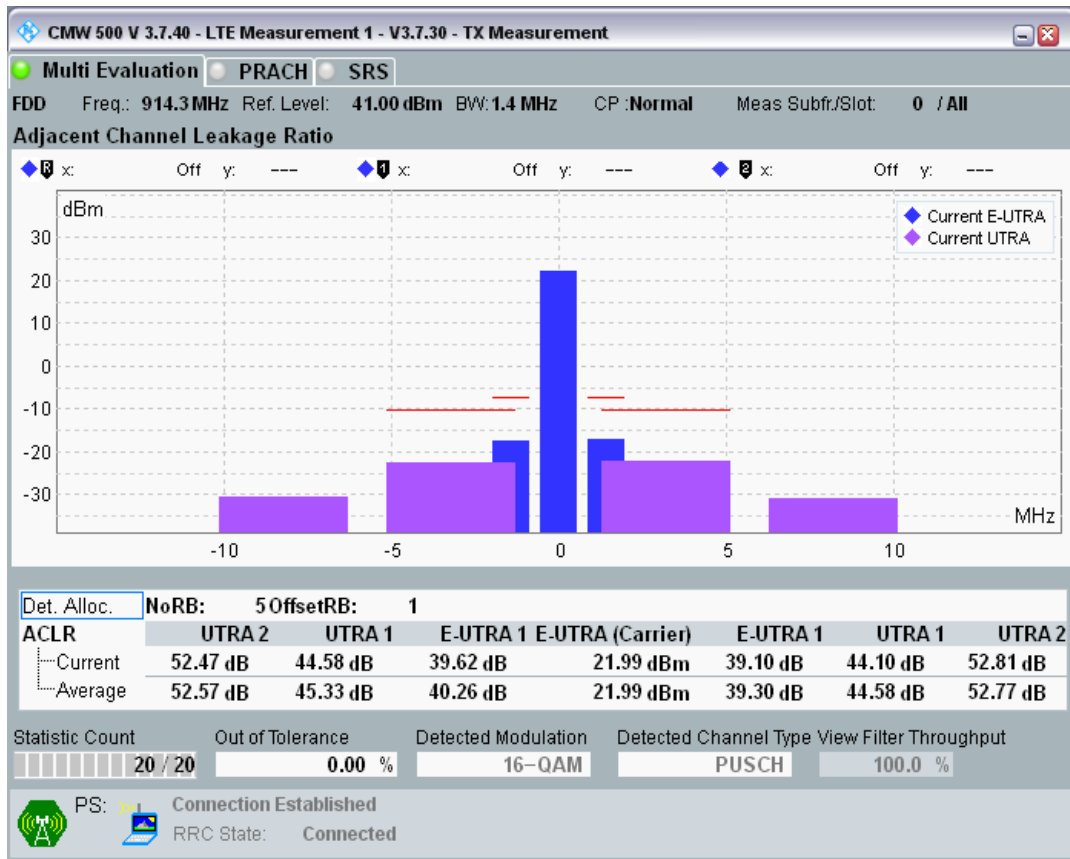 CMW 500 V 3.7.40 - LTE Measurement 1 - V3.7.30 - TX Measurement
Multi Evaluation PRACH SRS
FDD Freq.: 914.3 MHz Ref. Level: 41.00 dBm BW: 1.4 MHz CP :Normal Meas Subfr./Slot: 0 / All
Adjacent Channel Leakage Ratio
R x: Off y: --- 1 x: Off y: --- 2 x: Off y: ---
dBm
Current E-UTRA
Current UTRA
30
20
10
0
-10
-20
-30
MHz
-10 -5 0 5 10
Det. Alloc. NoRB: 5 OffsetRB: 1
ACLR UTRA 2 UTRA 1 E-UTRA 1 E-UTRA (Carrier) E-UTRA 1 UTRA 1 UTRA 2
Current 52.47 dB 44.58 dB 39.62 dB 21.99 dBm 39.10 dB 44.10 dB 52.81 dB
Average 52.57 dB 45.33 dB 40.26 dB 21.99 dBm 39.30 dB 44.58 dB 52.77 dB
Statistic Count Out of Tolerance Detected Modulation Detected Channel Type View Filter Throughput
20 / 20 0.00 % 16-QAM PUSCH 100.0 %
PS: Connection Established
RRC State: Connected